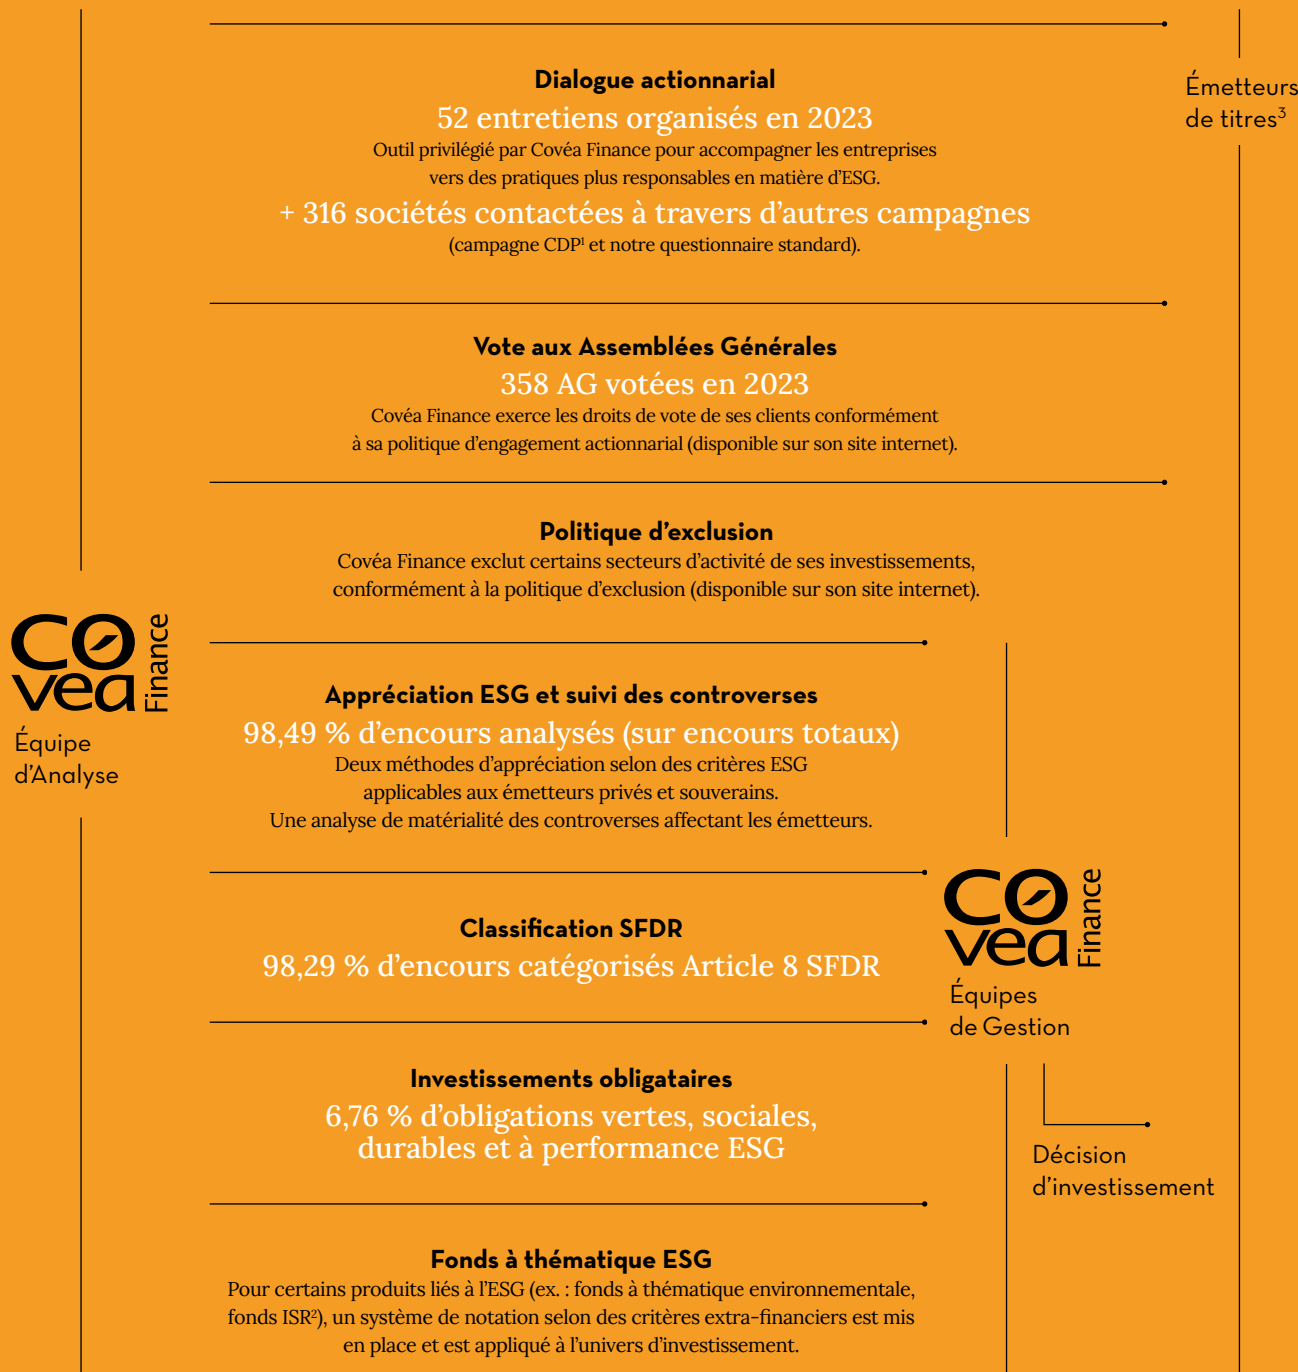 Dialogue actionnarial
52 entretiens organisés en 2023
Outil privilégié par Covéa Finance pour accompagner les entreprises
vers des pratiques plus responsables en matière d’ESG.
+ 316 sociétés contactées à travers d’autres campagnes
(campagne CDP¹ et notre questionnaire standard).
Émetteurs
de titres³
Vote aux Assemblées Générales
358 AG votées en 2023
Covéa Finance exerce les droits de vote de ses clients conformément
à sa politique d’engagement actionnarial (disponible sur son site internet).
Politique d’exclusion
Covéa Finance exclut certains secteurs d’activité de ses investissements,
conformément à la politique d’exclusion (disponible sur son site internet).
Covéa
Finance
Équipe
d’Analyse
Appréciation ESG et suivi des controverses
98,49 % d’encours analysés (sur encours totaux)
Deux méthodes d’appréciation selon des critères ESG
applicables aux émetteurs privés et souverains.
Une analyse de matérialité des controverses affectant les émetteurs.
Classification SFDR
98,29 % d’encours catégorisés Article 8 SFDR
Covéa
Finance
Équipes
de Gestion
Investissements obligataires
6,76 % d’obligations vertes, sociales,
durables et à performance ESG
Décision
d’investissement
Fonds à thématique ESG
Pour certains produits liés à l’ESG (ex. : fonds à thématique environnementale,
fonds ISR²), un système de notation selon des critères extra-financiers est mis
en place et est appliqué à l’univers d’investissement.